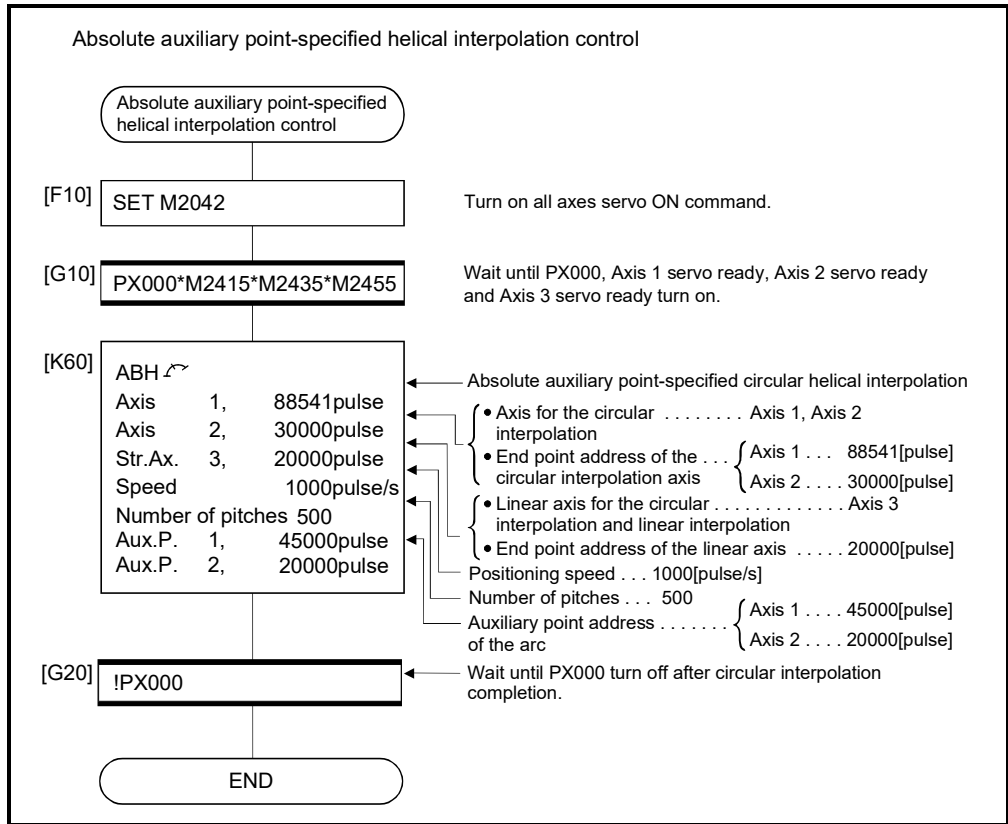 Absolute auxiliary point-specified helical interpolation control
Absolute auxiliary point-specified
helical interpolation control
[F10]
SET M2042
Turn on all axes servo ON command.
[G10]
PX000*M2415*M2435*M2455
Wait until PX000, Axis 1 servo ready, Axis 2 servo ready
and Axis 3 servo ready turn on.
[K60]
ABH
Axis 1, 88541pulse
Axis 2, 30000pulse
Str.Ax. 3, 20000pulse
Speed 1000pulse/s
Number of pitches 500
Aux.P. 1, 45000pulse
Aux.P. 2, 20000pulse
Absolute auxiliary point-specified circular helical interpolation
• Axis for the circular . . . . . . . . Axis 1, Axis 2
interpolation
• End point address of the . . . Axis 1 . . . 88541[pulse]
circular interpolation axis Axis 2 . . . . 30000[pulse]
• Linear axis for the circular . . . . . . . . . . . . . Axis 3
interpolation and linear interpolation
• End point address of the linear axis . . . . . 20000[pulse]
Positioning speed . . . 1000[pulse/s]
Number of pitches . . . 500
Auxiliary point address . . . . . . . Axis 1 . . . . 45000[pulse]
of the arc Axis 2 . . . . 20000[pulse]
[G20]
!PX000
Wait until PX000 turn off after circular interpolation
completion.
END